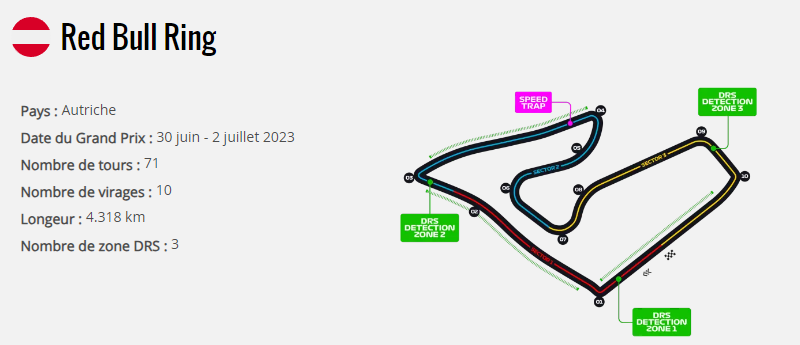 Red Bull Ring
Pays : Autriche
Date du Grand Prix : 30 juin - 2 juillet 2023
Nombre de tours : 71
Nombre de virages : 10
Longeur : 4.318 km
Nombre de zone DRS : 3
SPEED
TRAP
04
DRS
DETECTION
ZONE 3
09
05
SECTOR 2
SECTOR 3
03
10
06
08
DRS
DETECTION
ZONE 2
02
07
SECTOR 1
01
DRS
DETECTION
ZONE 1